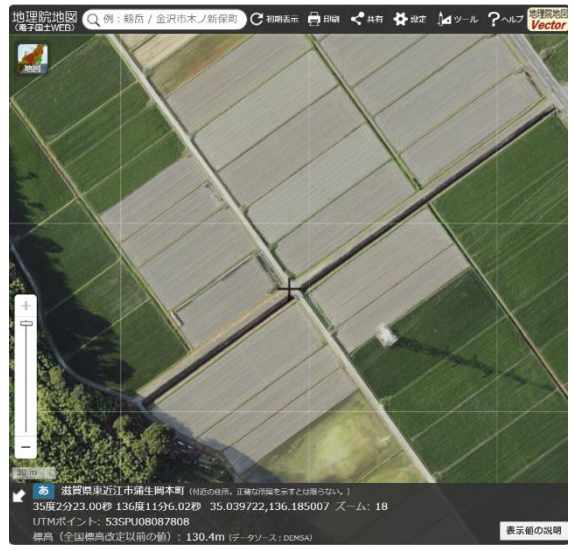 地理院地図
(電子国土WEB)
例：剱岳 / 金沢市木ノ新保町
初期表示
印刷
共有
設定
ツール
ヘルプ
地理院地図
Vector
地図
30 m
あ 滋賀県東近江市蒲生岡本町 (付近の住所。正確な所属を示すとは限らない。)
35度2分23.00秒 136度11分6.02秒 35.039722,136.185007 ズーム: 18
UTMポイント: 53SPU08087808
標高（全国標高改定以前の値）: 130.4m (データソース：DEM5A)
表示値の説明